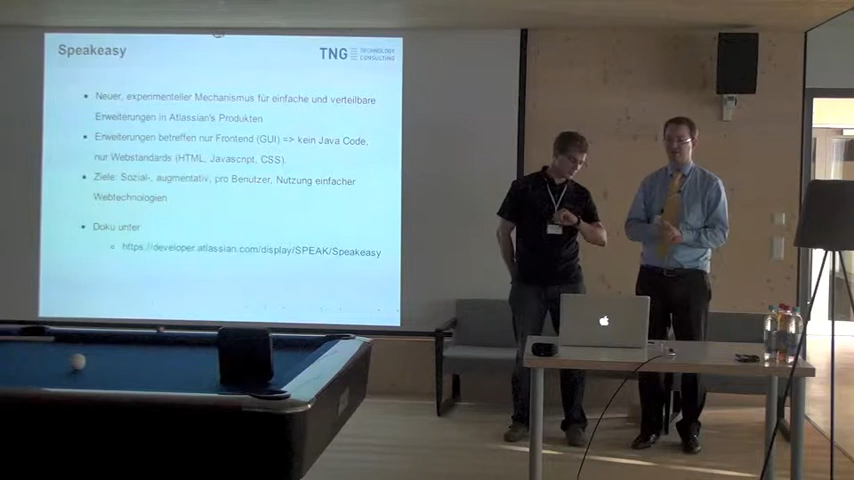 Speakeasy
TNG TECHNOLOGY
CONSULTING
Neuer, experimenteller Mechanismus für einfache und verteilbare
Erweiterungen in Atlassian's Produkten
Erweiterungen betreffen nur Frontend (GUI) => kein Java Code,
nur Webstandards (HTML, Javascript, CSS).
Ziele: Sozial-, augmentativ, pro Benutzer, Nutzung einfacher
Webtechnologien
Doku unter
https://developer.atlassian.com/display/SPEAK/Speakeasy